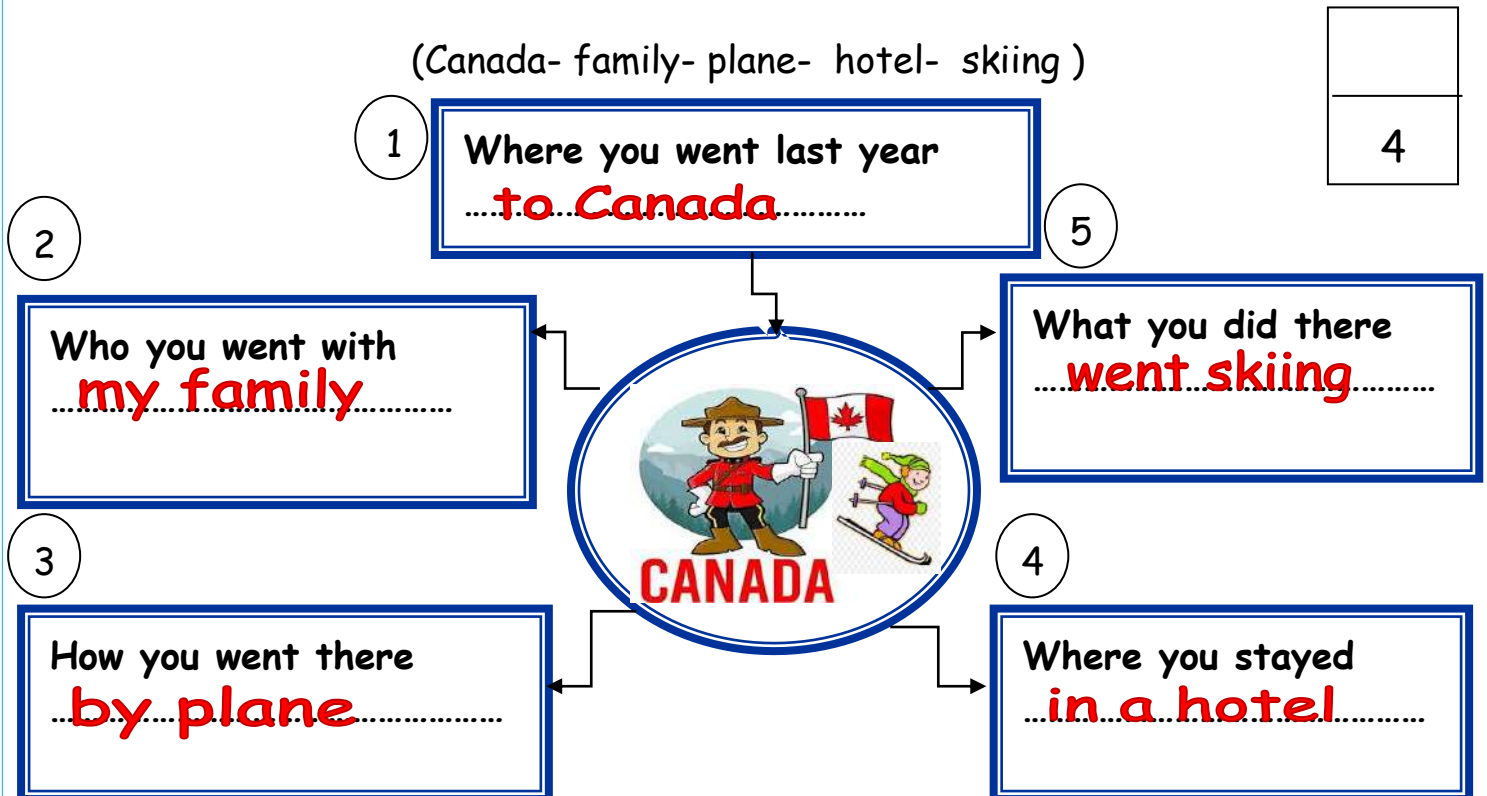 (Canada- family- plane- hotel- skiing )
4
1
Where you went last year
to Canada
2
Who you went with
my family
3
How you went there
by plane
4
Where you stayed
in a hotel
5
What you did there
went skiing
CANADA